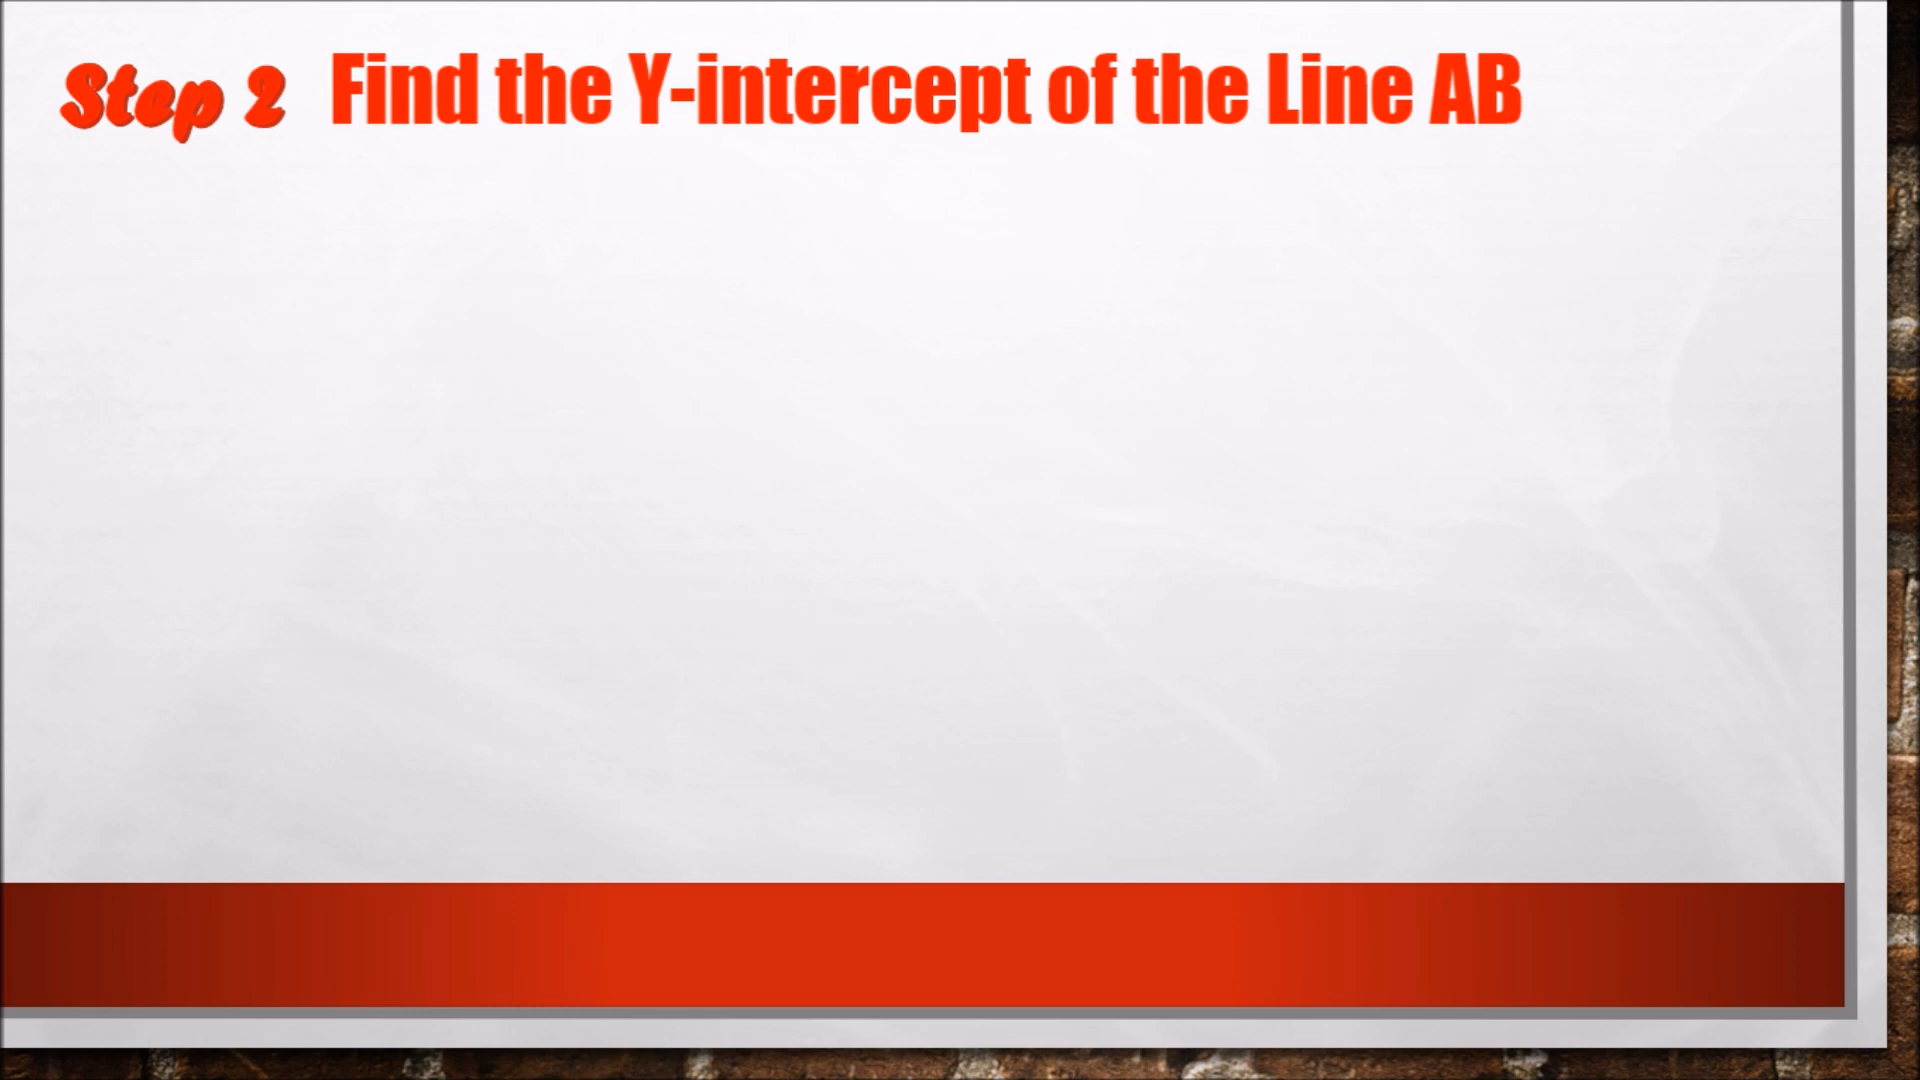 Step 2 Find the Y-intercept of the Line AB